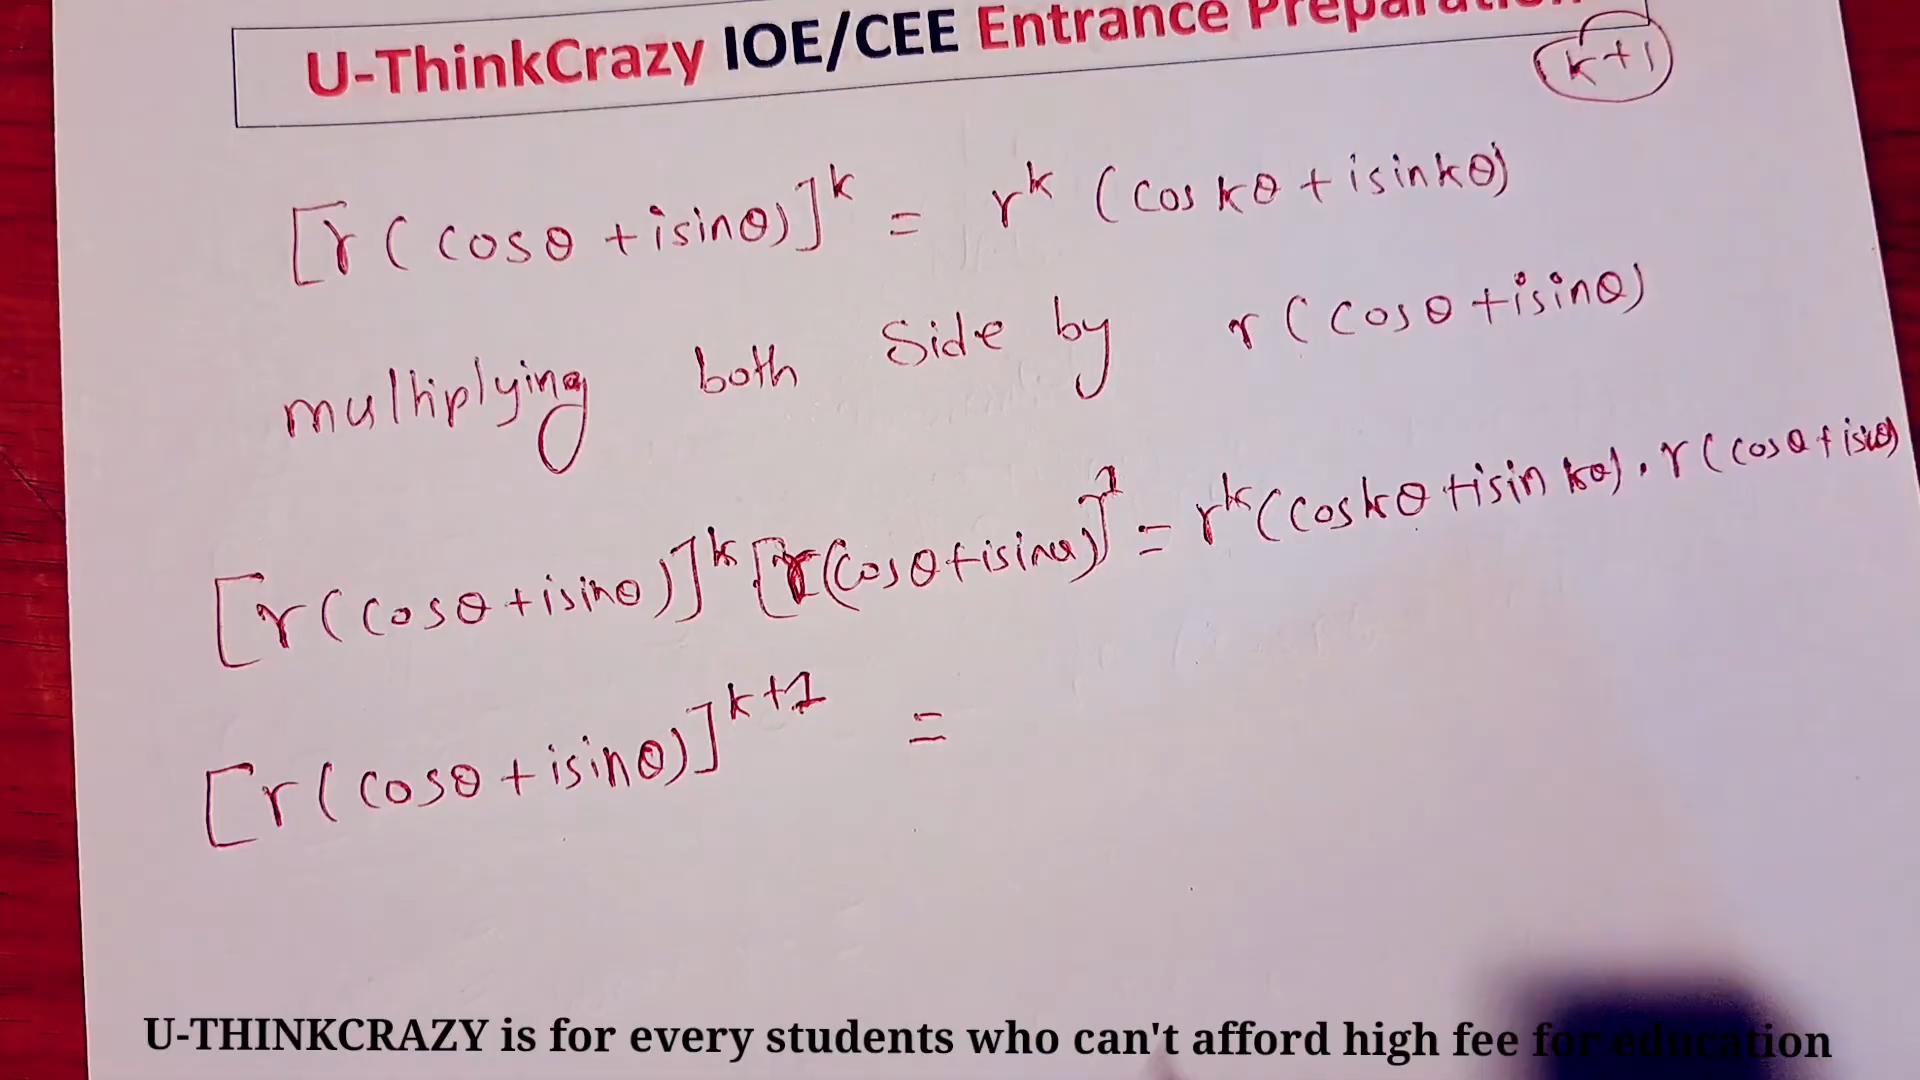 U-ThinkCrazy IOE/CEE Entrance Preparation
k+1
[r(cosθ +isinθ)]^k = r^k (cos kθ + isinkθ)
multiplying both side by r(cosθ +isinθ)
[r(cosθ +isinθ)]^k [r(cosθ+isinθ)]^1 = r^k(coskθ +isin kθ) . r(cosθ+isinθ)
[r(cosθ +isinθ)]^k+1 =
U-THINKCRAZY is for every students who can't afford high fee for education